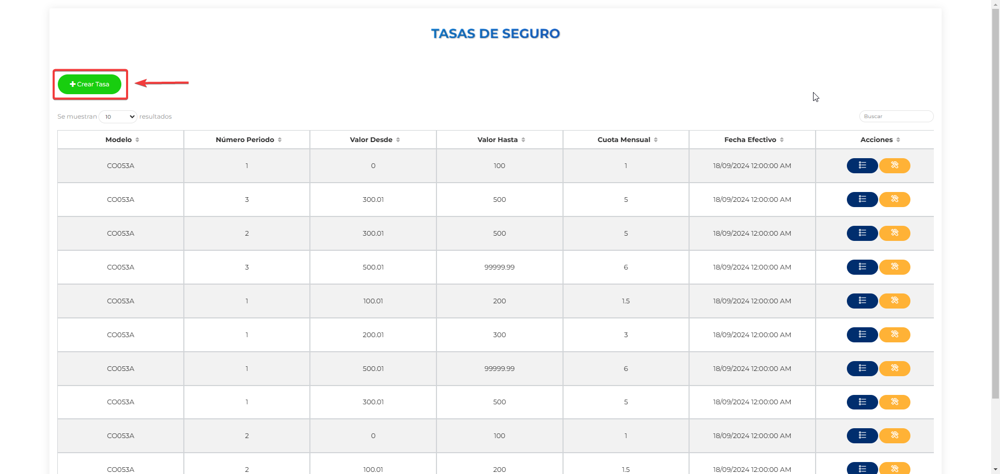 TASAS DE SEGURO
Crear Tasa
Se muestran 10 resultados
Buscar
Modelo Número Periodo Valor Desde Valor Hasta Cuota Mensual Fecha Efectivo Acciones
CO053A 1 0 100 1 18/09/2024 12:00:00 AM
CO053A 3 300.01 500 5 18/09/2024 12:00:00 AM
CO053A 2 300.01 500 5 18/09/2024 12:00:00 AM
CO053A 3 500.01 99999.99 6 18/09/2024 12:00:00 AM
CO053A 1 100.01 200 1.5 18/09/2024 12:00:00 AM
CO053A 1 200.01 300 3 18/09/2024 12:00:00 AM
CO053A 1 500.01 99999.99 6 18/09/2024 12:00:00 AM
CO053A 1 300.01 500 5 18/09/2024 12:00:00 AM
CO053A 2 0 100 1 18/09/2024 12:00:00 AM
CO053A 2 100.01 200 1.5 18/09/2024 12:00:00 AM